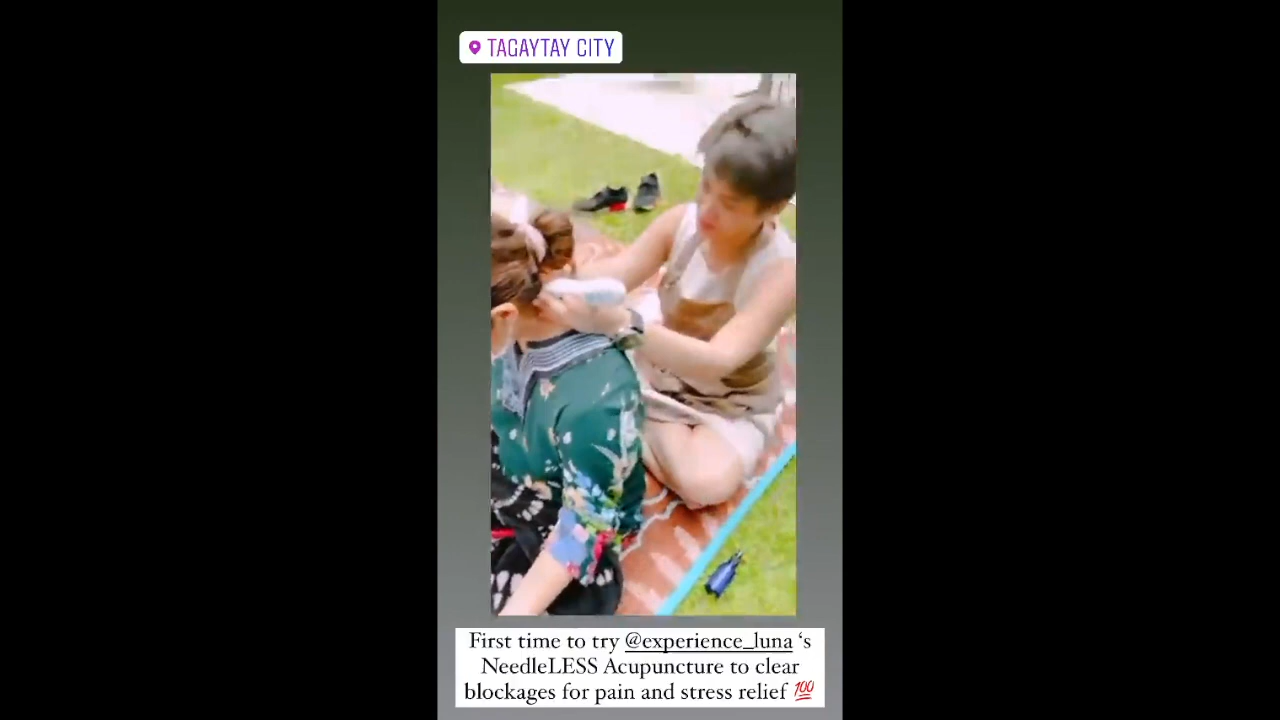 TAGAYTAY CITY
First time to try @experience_luna ‘s
NeedleLESS Acupuncture to clear
blockages for pain and stress relief 💯